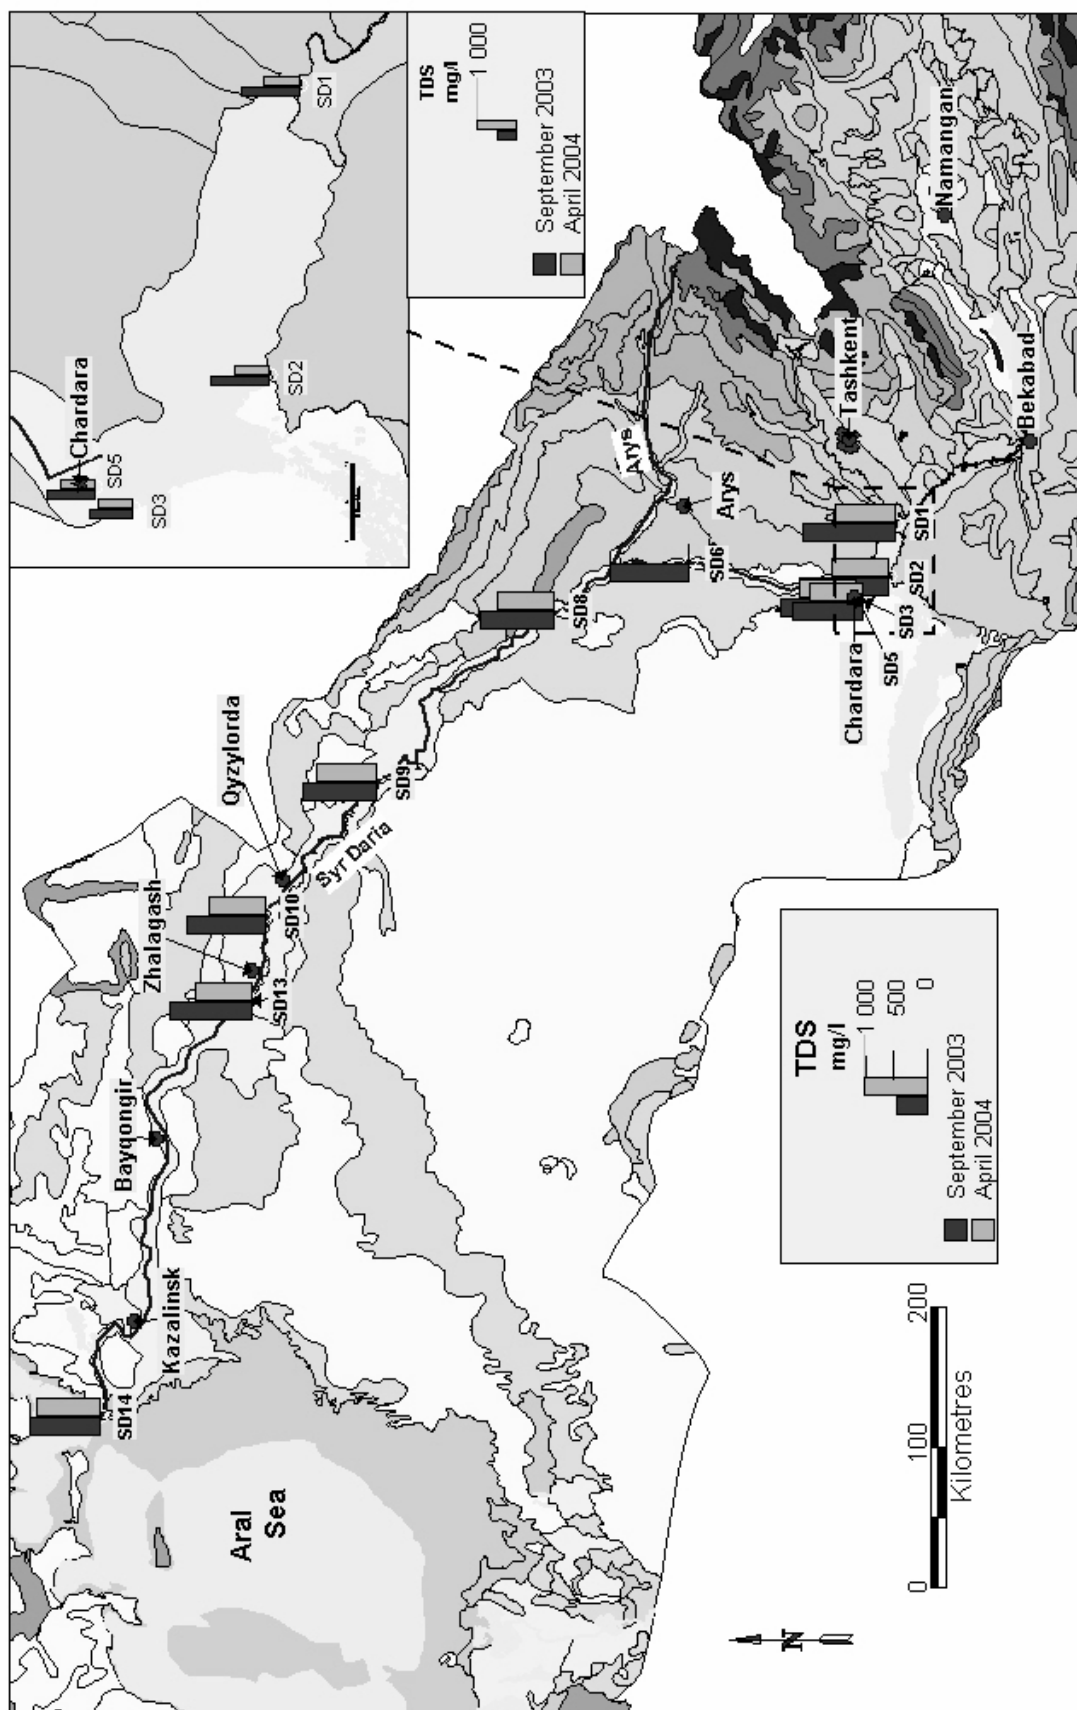 SD1
SD2
Chardara
SD5
SD3
TDS
mg/l
1 000
September 2003
April 2004
Namangan
Tashkent
Bekabad
Arys
Arys
SD1
SD2
SD3
SD5
Chardara
SD6
SD8
SD9
Qyzylorda
Syr Daria
SD10
Zhalagash
SD13
Bayqongir
Kazalinsk
SD14
Aral
Sea
TDS
mg/l
1 000
500
0
September 2003
April 2004
0 100 200
Kilometres
N